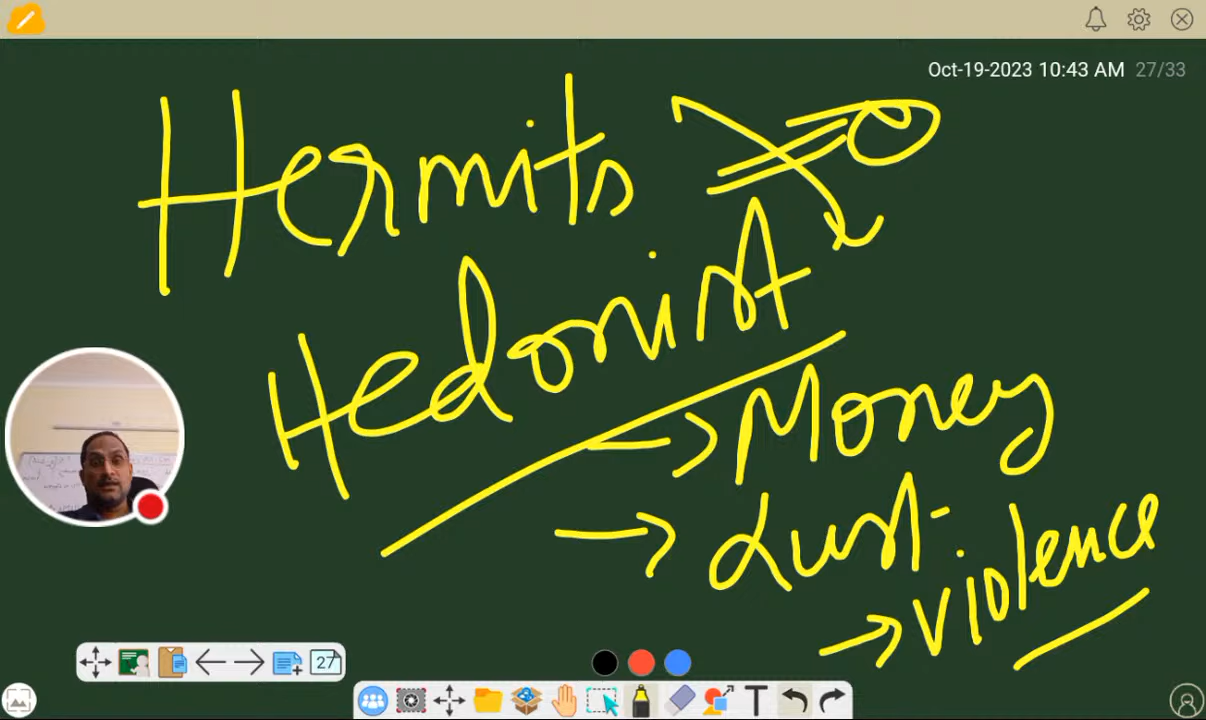 Oct-19-2023 10:43 AM 27/33
Hermits
Hedonist
→ Money
→ Lust
→ violence
27
T